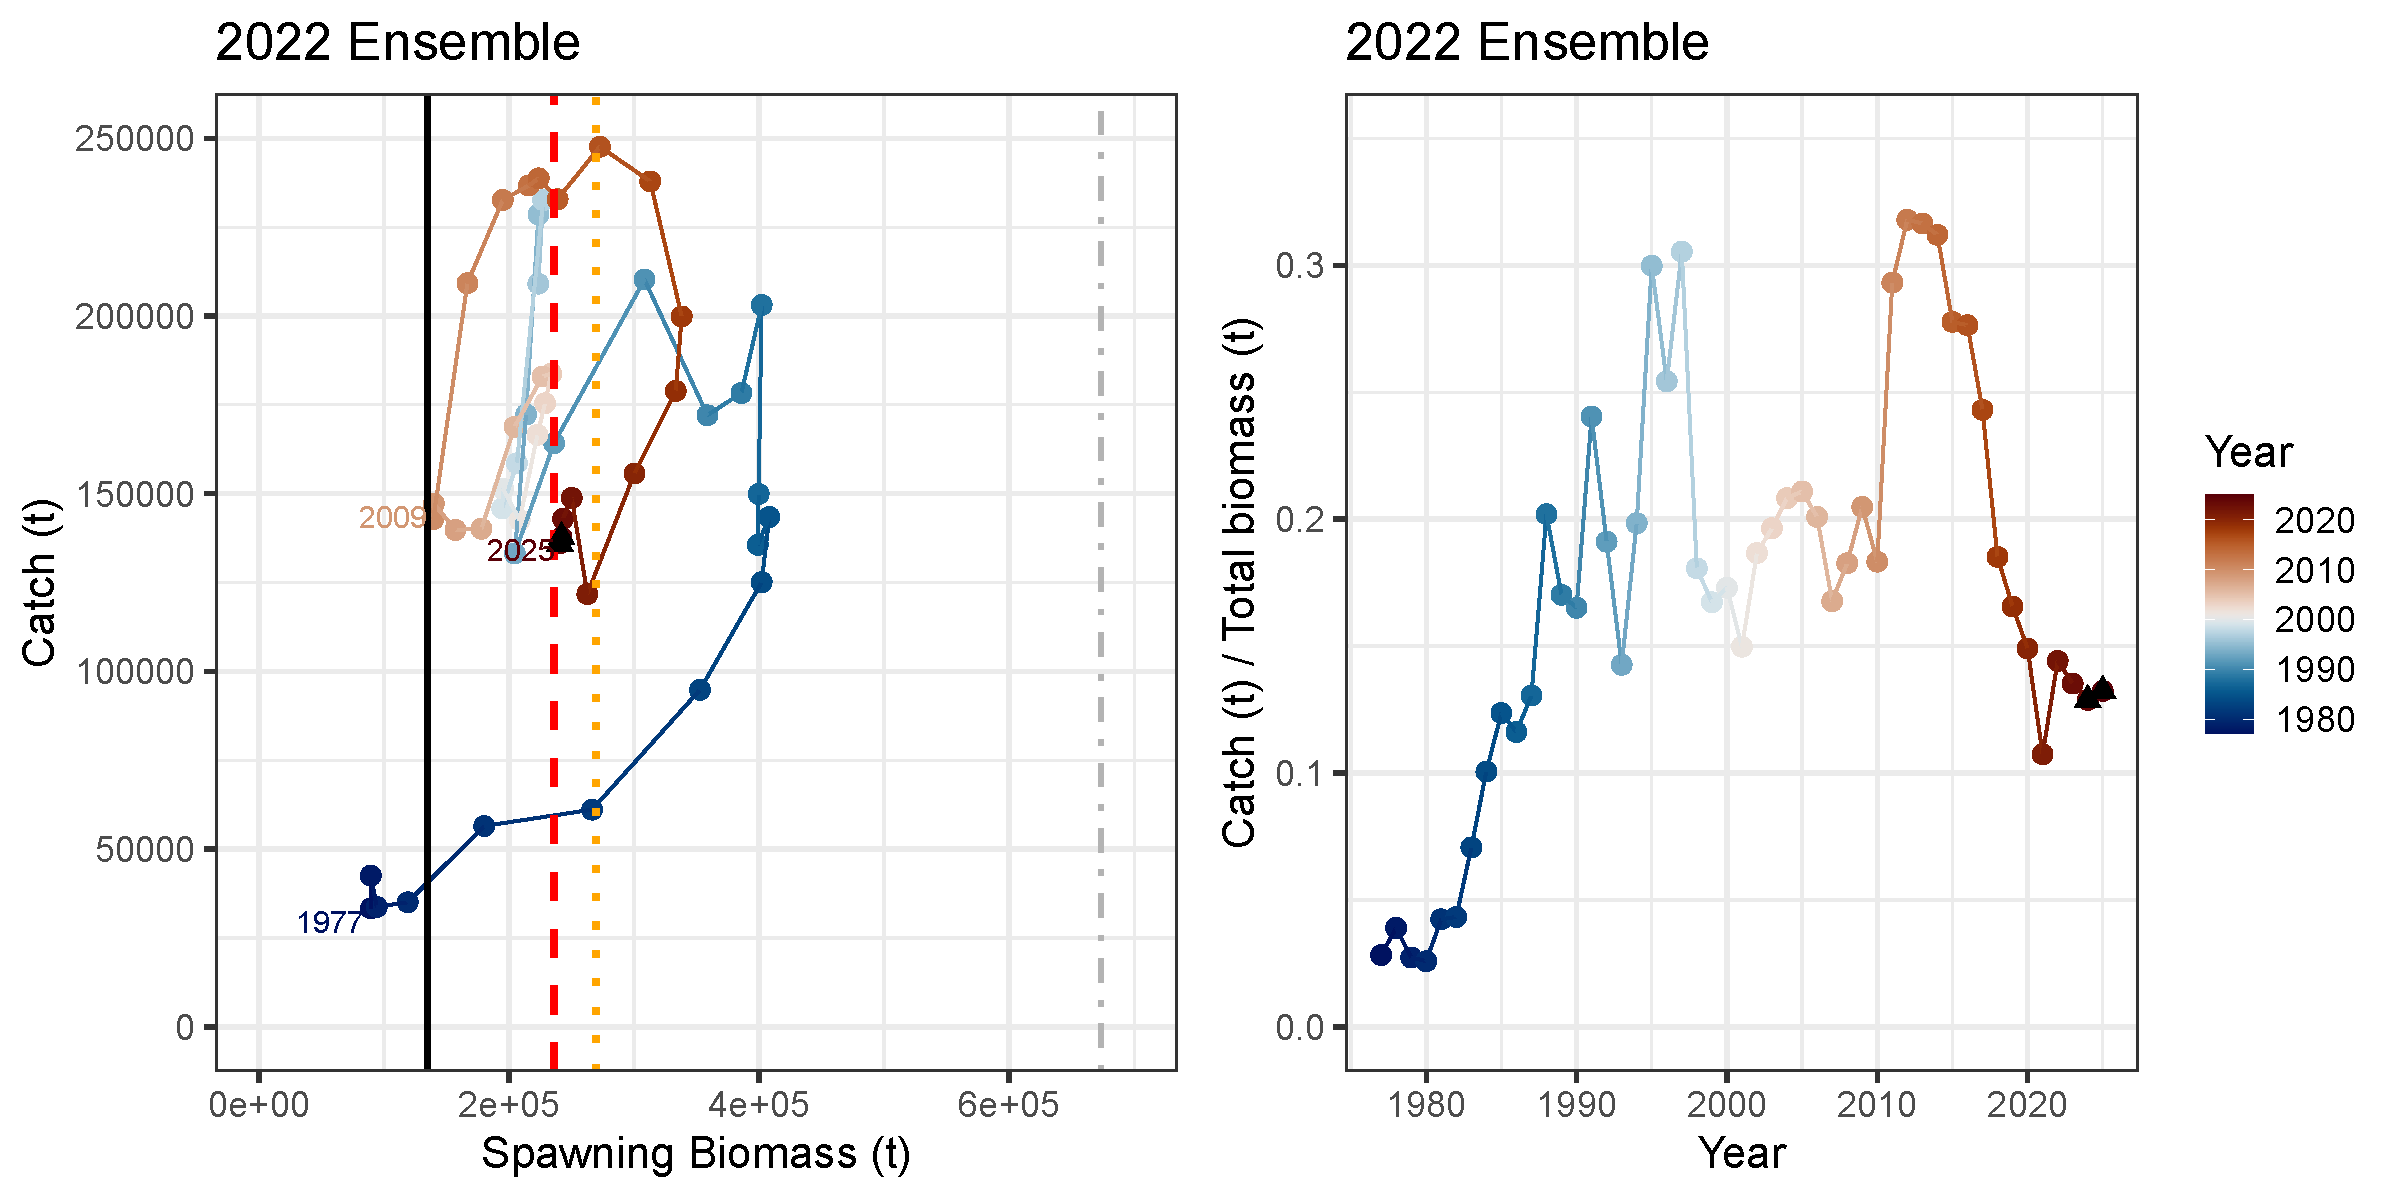 2022 Ensemble
2022 Ensemble
Catch (t)
250000
200000
150000
100000
50000
0
2009
2025
1977
0e+00
2e+05
4e+05
6e+05
Spawning Biomass (t)
Catch (t) / Total biomass (t)
0.3
0.2
0.1
0.0
1980
1990
2000
2010
2020
Year
Year
2020
2010
2000
1990
1980